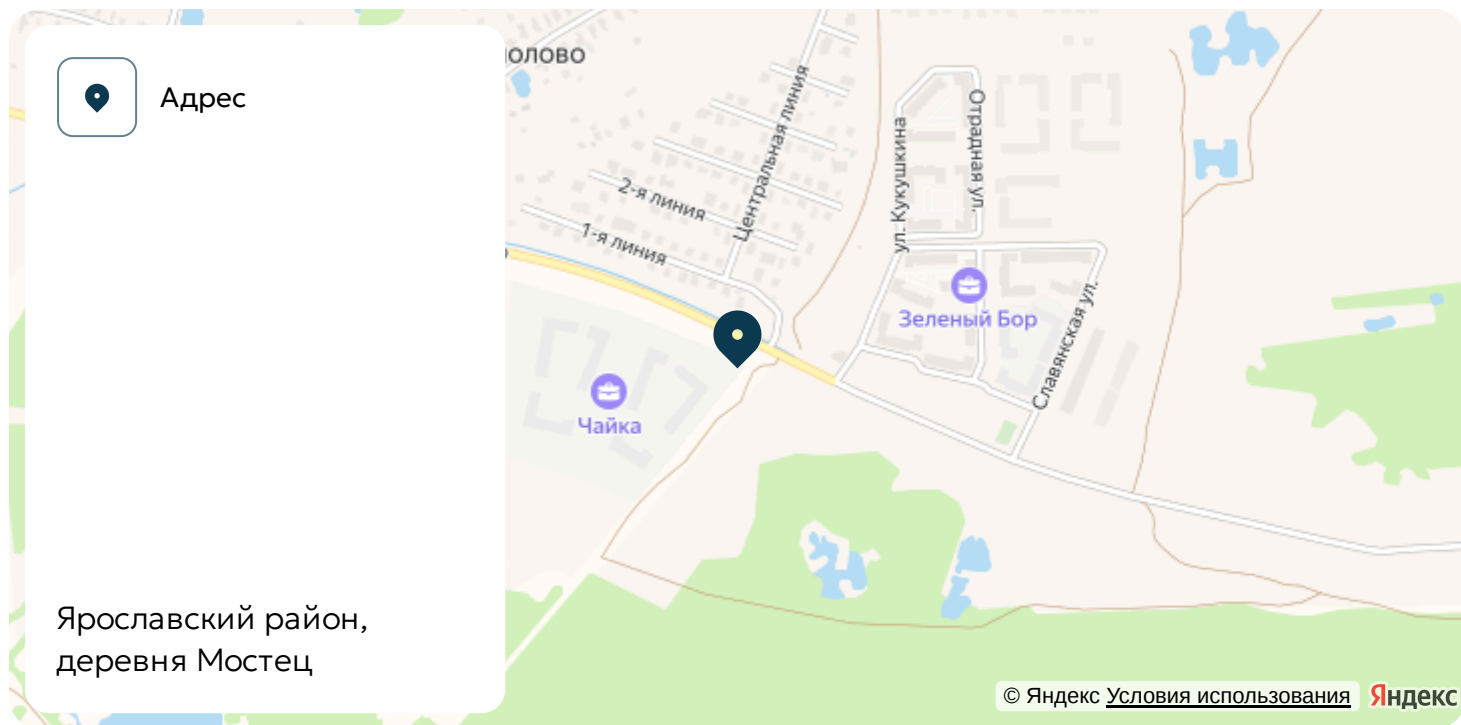 Адрес
Ярославский район,
деревня Мостец
Центральная линия
2-я линия
1-я линия
ул. Кукушкина
Отрадная ул.
Зеленый Бор
Славянская ул.
Чайка
© Яндекс Условия использования
Яндекс